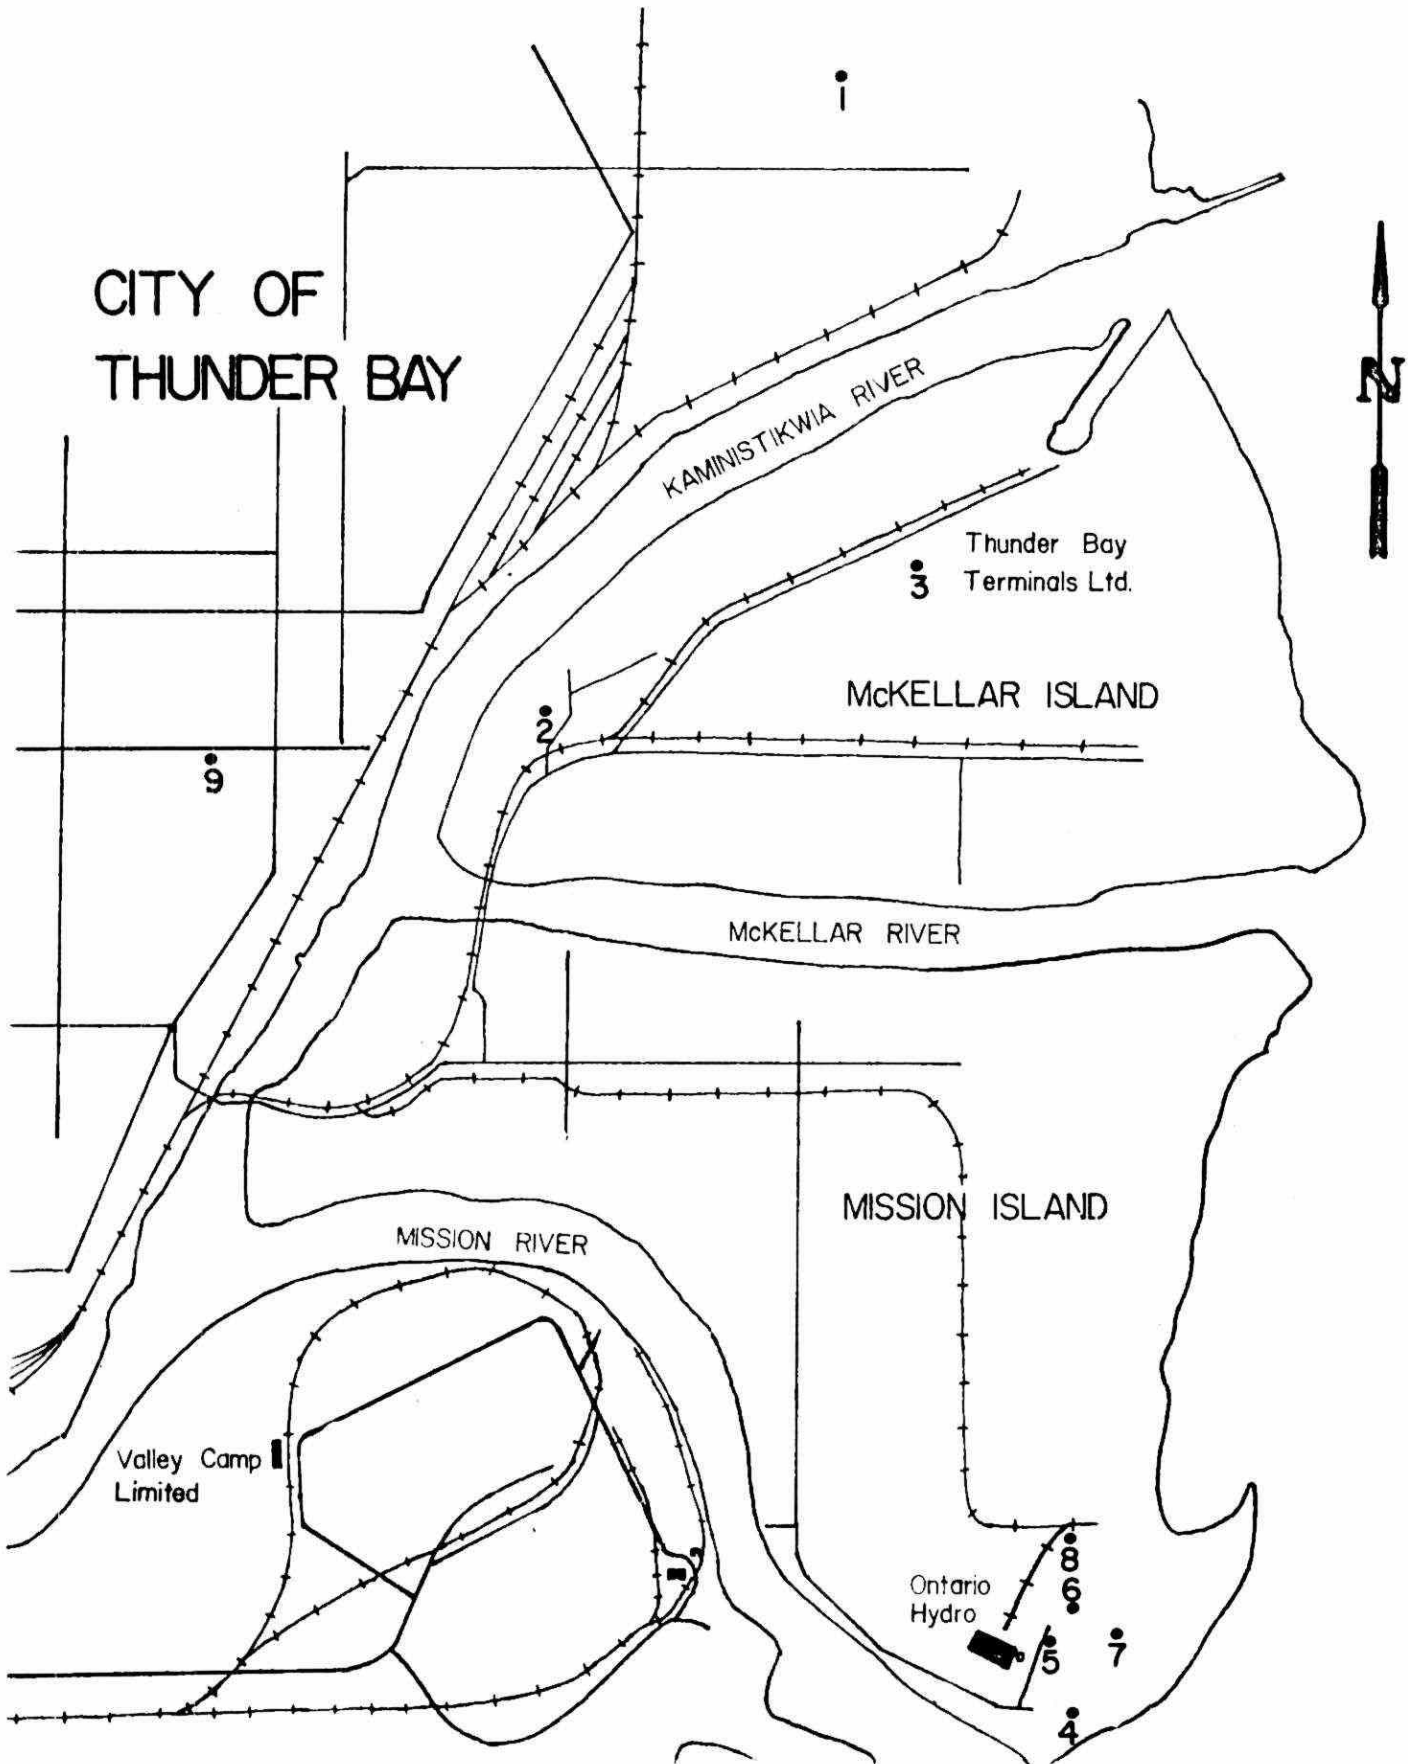 1
CITY OF
THUNDER BAY
N
KAMINISTIKWIA RIVER
3
Thunder Bay
Terminals Ltd.
McKELLAR ISLAND
2
9
McKELLAR RIVER
MISSION ISLAND
MISSION RIVER
Valley Camp
Limited
8
6
Ontario
Hydro
5
7
4